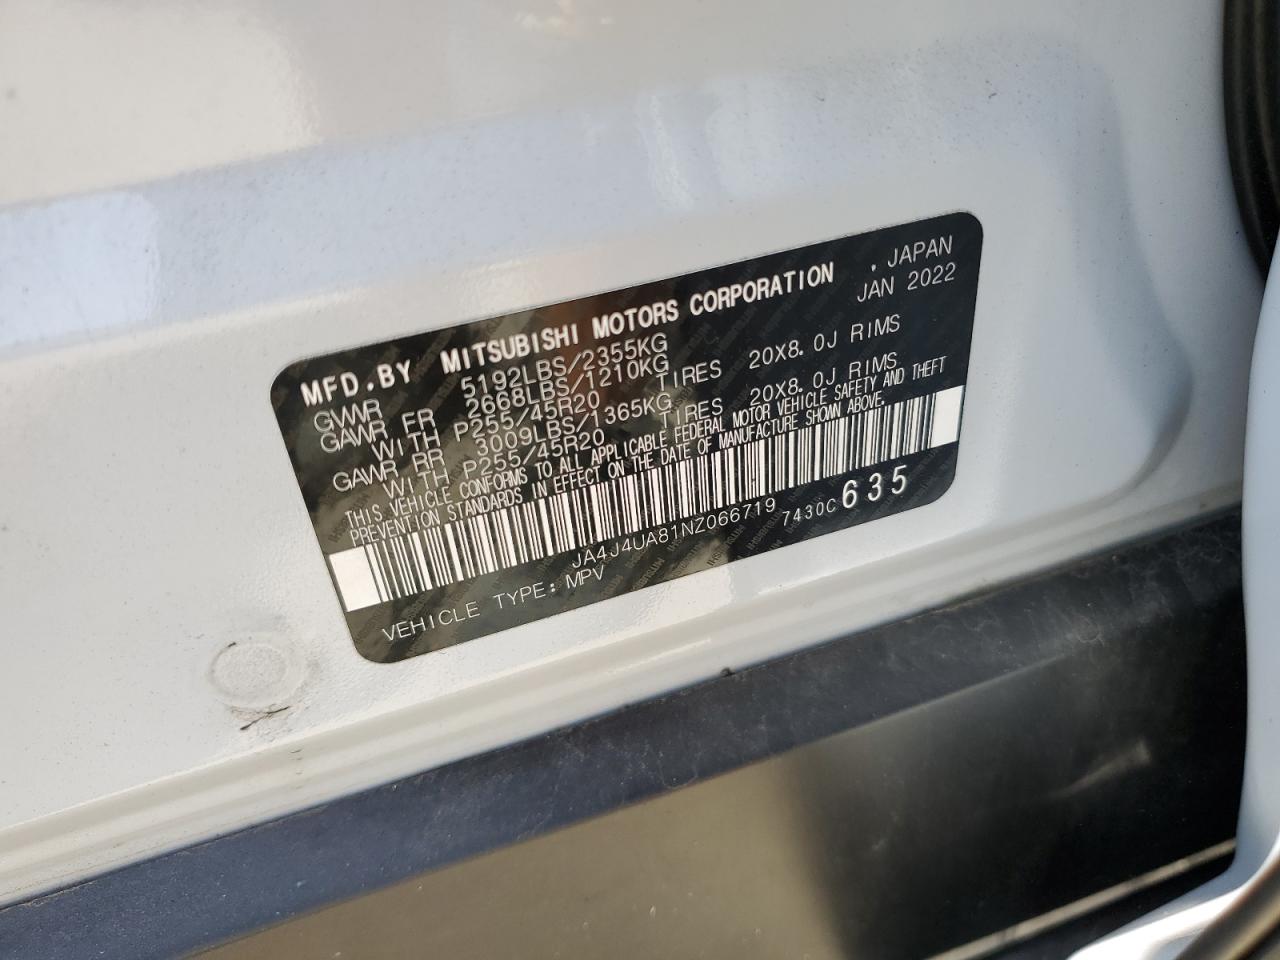 MFD.BY MITSUBISHI MOTORS CORPORATION . JAPAN
JAN 2022
GVWR 5192LBS/2355KG
GAWR FR 2668LBS/1210KG
WITH P255/45R20 TIRES 20X8.0J RIMS
GAWR RR 3009LBS/1365KG
WITH P255/45R20 TIRES 20X8.0J RIMS
THIS VEHICLE CONFORMS TO ALL APPLICABLE FEDERAL MOTOR VEHICLE SAFETY AND THEFT
PREVENTION STANDARDS IN EFFECT ON THE DATE OF MANUFACTURE SHOWN ABOVE.
JA4J4UA81NZ066719 7430C 635
VEHICLE TYPE: MPV